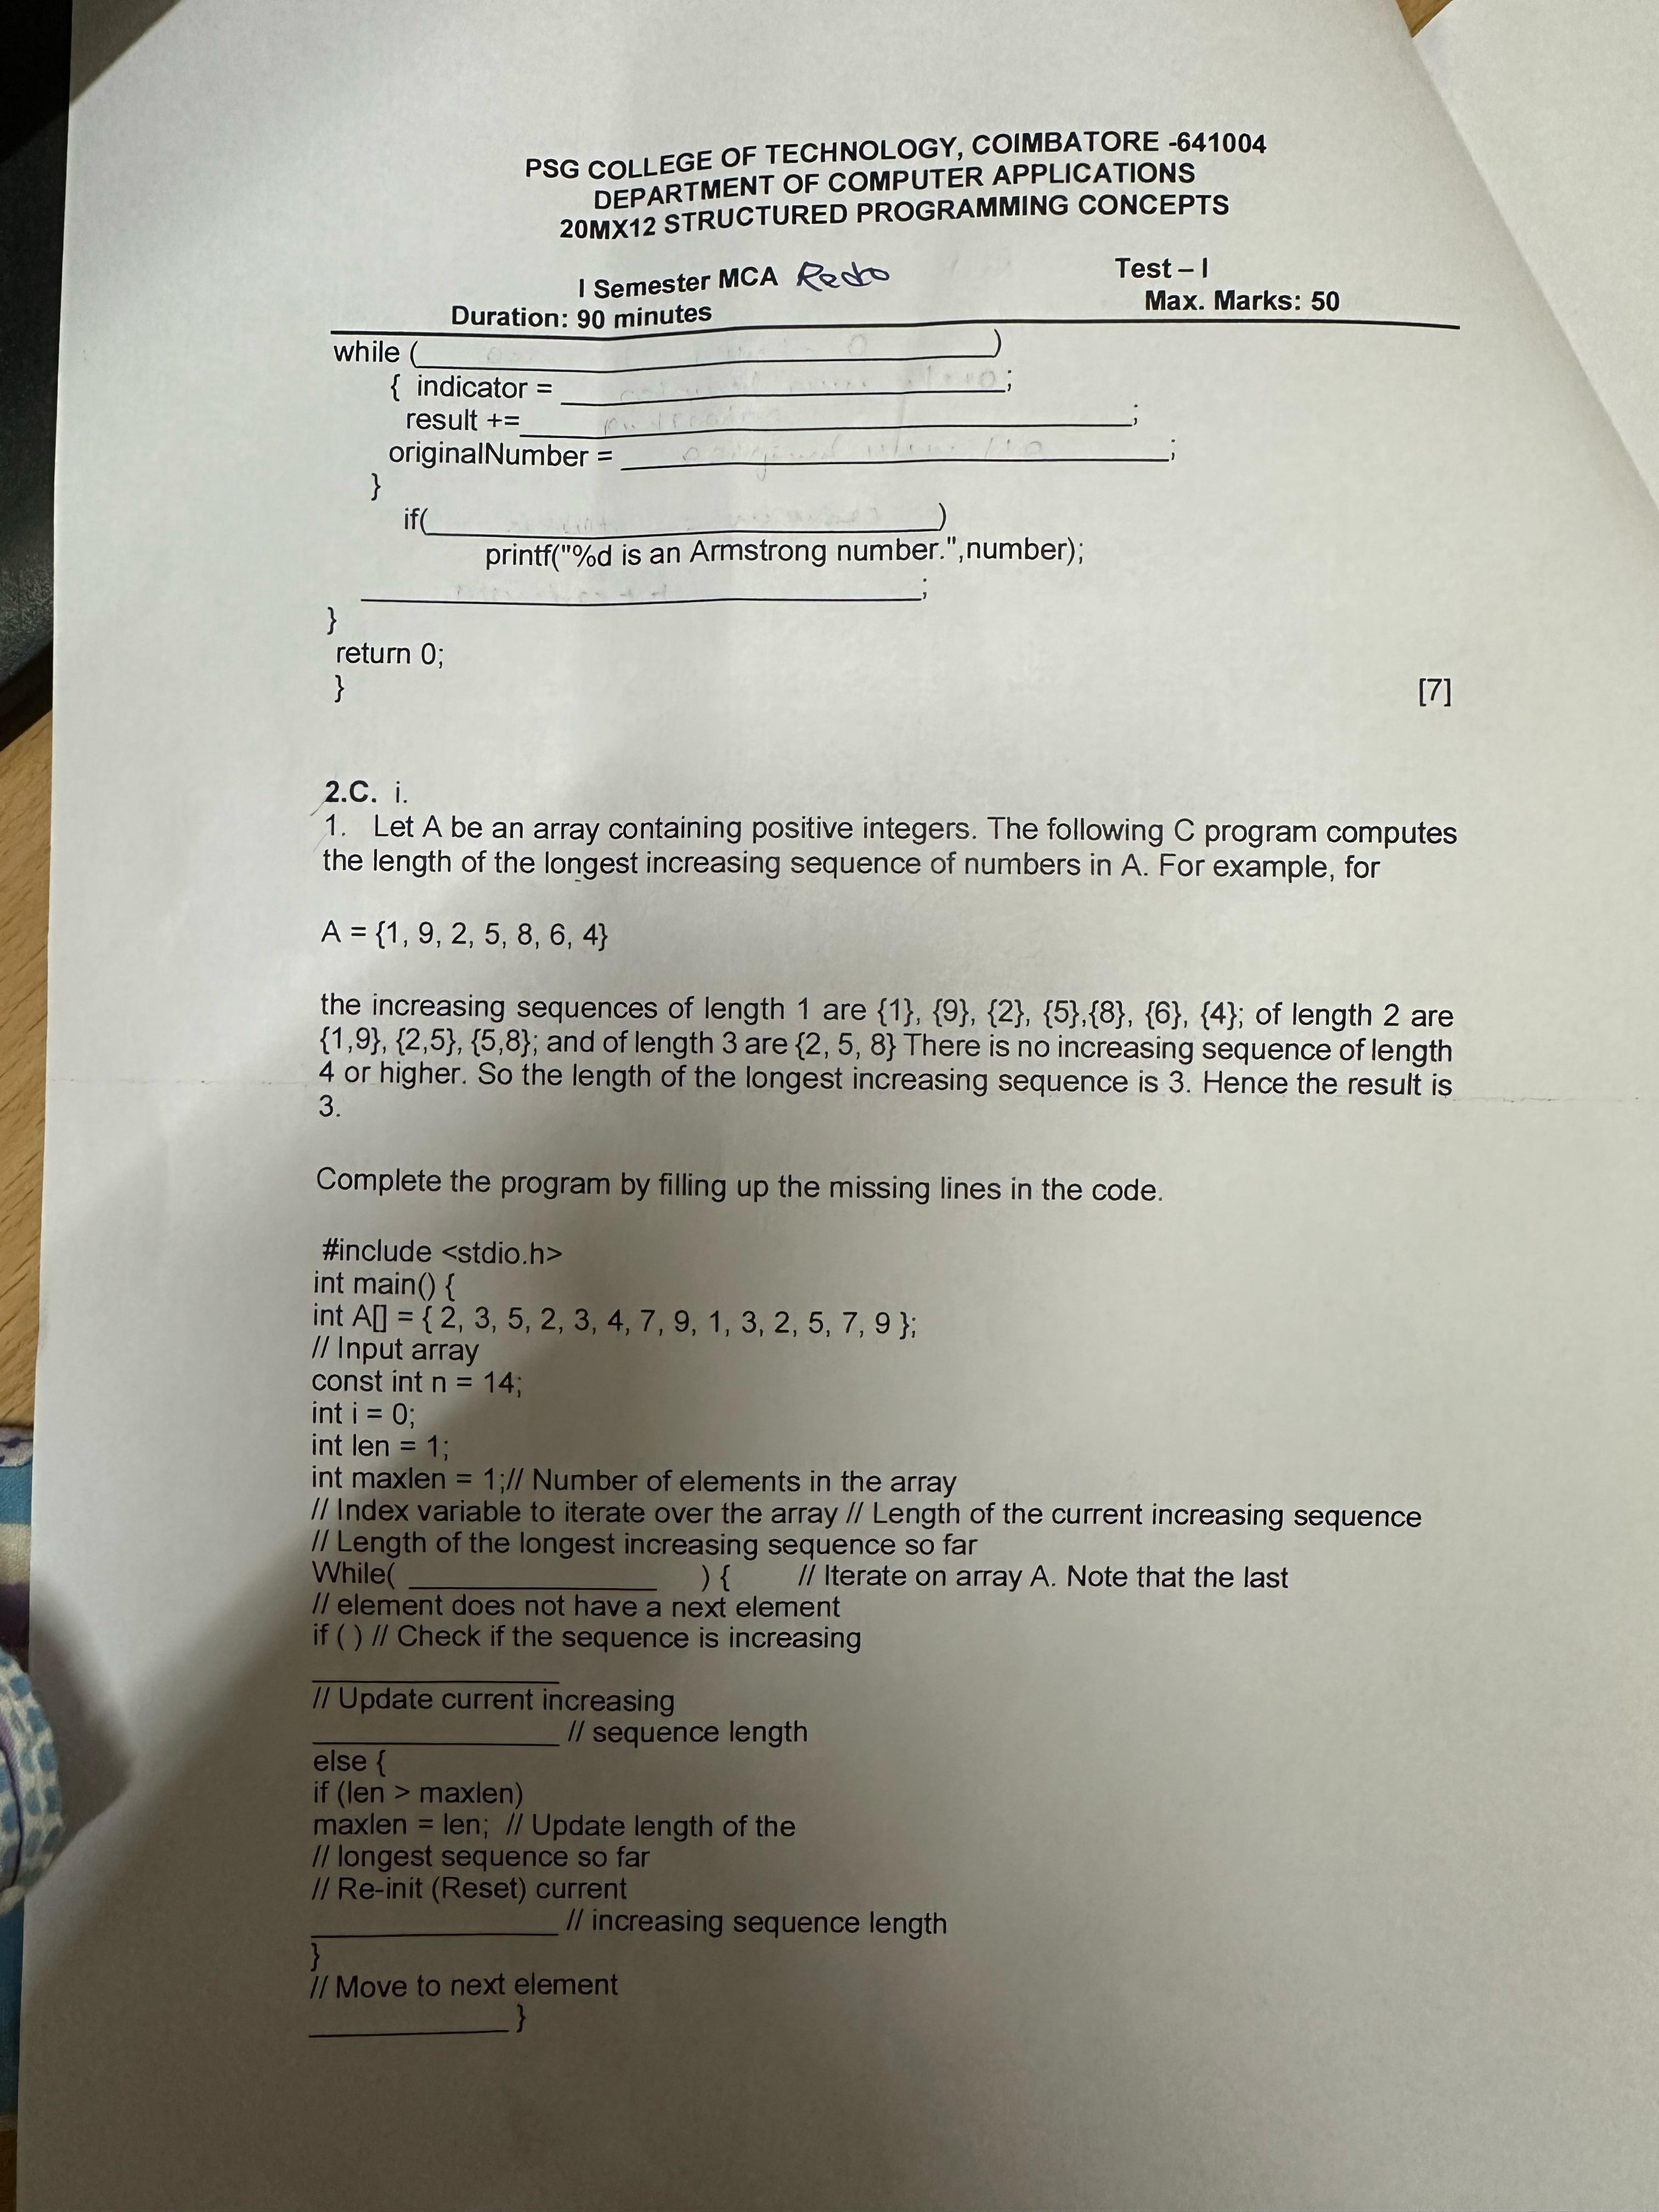 PSG COLLEGE OF TECHNOLOGY, COIMBATORE -641004
DEPARTMENT OF COMPUTER APPLICATIONS
20MX12 STRUCTURED PROGRAMMING CONCEPTS
I Semester MCA Redo Test – I
Duration: 90 minutes Max. Marks: 50
while (____________________)
{ indicator = ____________________;
result +=____________________;
originalNumber = ____________________;
}
if(____________________)
printf("%d is an Armstrong number.",number);
____________________;
}
return 0;
}
[7]
2.C. i.
1. Let A be an array containing positive integers. The following C program computes
the length of the longest increasing sequence of numbers in A. For example, for
A = {1, 9, 2, 5, 8, 6, 4}
the increasing sequences of length 1 are {1}, {9}, {2}, {5},{8}, {6}, {4}; of length 2 are
{1,9}, {2,5}, {5,8}; and of length 3 are {2, 5, 8} There is no increasing sequence of length
4 or higher. So the length of the longest increasing sequence is 3. Hence the result is
3.
Complete the program by filling up the missing lines in the code.
#include <stdio.h>
int main() {
int A[] = { 2, 3, 5, 2, 3, 4, 7, 9, 1, 3, 2, 5, 7, 9 };
// Input array
const int n = 14;
int i = 0;
int len = 1;
int maxlen = 1;// Number of elements in the array
// Index variable to iterate over the array // Length of the current increasing sequence
// Length of the longest increasing sequence so far
While( ________________ ) { // Iterate on array A. Note that the last
// element does not have a next element
if ( ) // Check if the sequence is increasing
________________
// Update current increasing
________________ // sequence length
else {
if (len > maxlen)
maxlen = len; // Update length of the
// longest sequence so far
// Re-init (Reset) current
________________ // increasing sequence length
}
// Move to next element
_____________ }